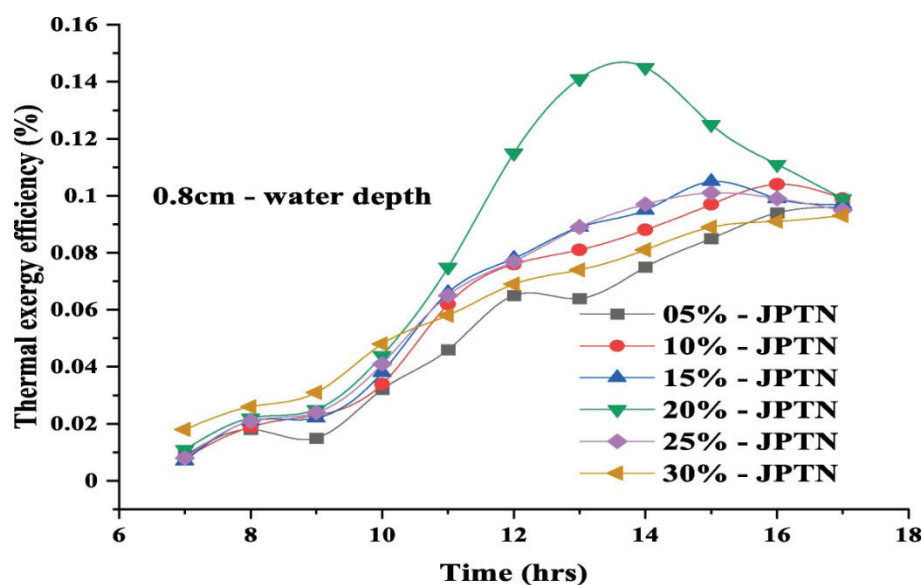 Thermal exergy efficiency (%)
0.16
0.14
0.12
0.1
0.08
0.06
0.04
0.02
0
0.8cm - water depth
05% - JPTN
10% - JPTN
15% - JPTN
20% - JPTN
25% - JPTN
30% - JPTN
6
8
10
12
14
16
18
Time (hrs)